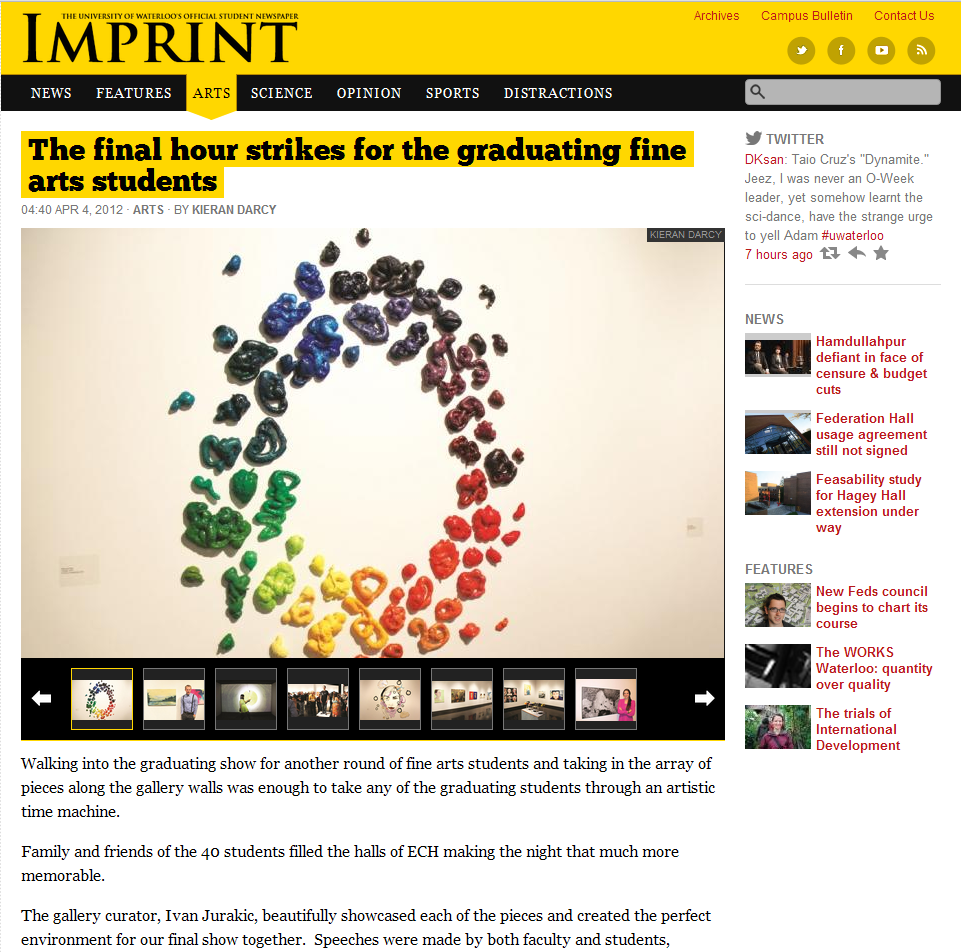 THE UNIVERSITY OF WATERLOO'S OFFICIAL STUDENT NEWSPAPER
IMPRINT
Archives Campus Bulletin Contact Us
NEWS FEATURES ARTS SCIENCE OPINION SPORTS DISTRACTIONS
The final hour strikes for the graduating fine
arts students
04:40 APR 4, 2012 · ARTS · BY KIERAN DARCY
KIERAN DARCY
Walking into the graduating show for another round of fine arts students and taking in the array of
pieces along the gallery walls was enough to take any of the graduating students through an artistic
time machine.
Family and friends of the 40 students filled the halls of ECH making the night that much more
memorable.
The gallery curator, Ivan Jurakic, beautifully showcased each of the pieces and created the perfect
environment for our final show together.  Speeches were made by both faculty and students,
TWITTER
DKsan: Taio Cruz's "Dynamite."
Jeez, I was never an O-Week
leader, yet somehow learnt the
sci-dance, have the strange urge
to yell Adam #uwaterloo
7 hours ago
NEWS
Hamdullahpur
defiant in face of
censure & budget
cuts
Federation Hall
usage agreement
still not signed
Feasability study
for Hagey Hall
extension under
way
FEATURES
New Feds council
begins to chart its
course
The WORKS
Waterloo: quantity
over quality
The trials of
International
Development